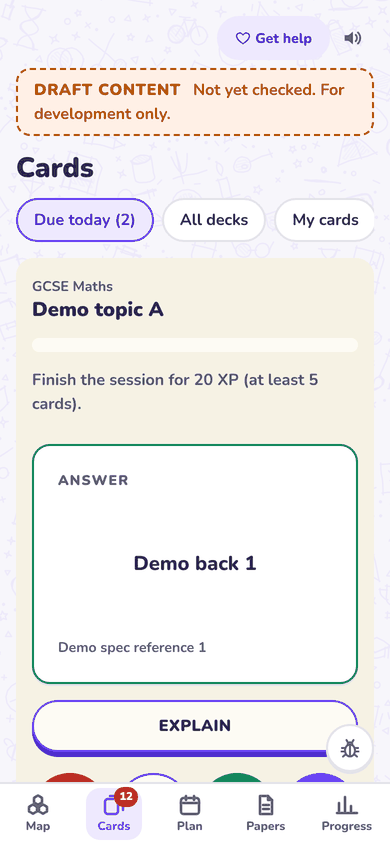 Get help
DRAFT CONTENT Not yet checked. For
development only.
Cards
Due today (2)
All decks
My cards
GCSE Maths
Demo topic A
Finish the session for 20 XP (at least 5
cards).
ANSWER
Demo back 1
Demo spec reference 1
EXPLAIN
12
Map
Cards
Plan
Papers
Progress